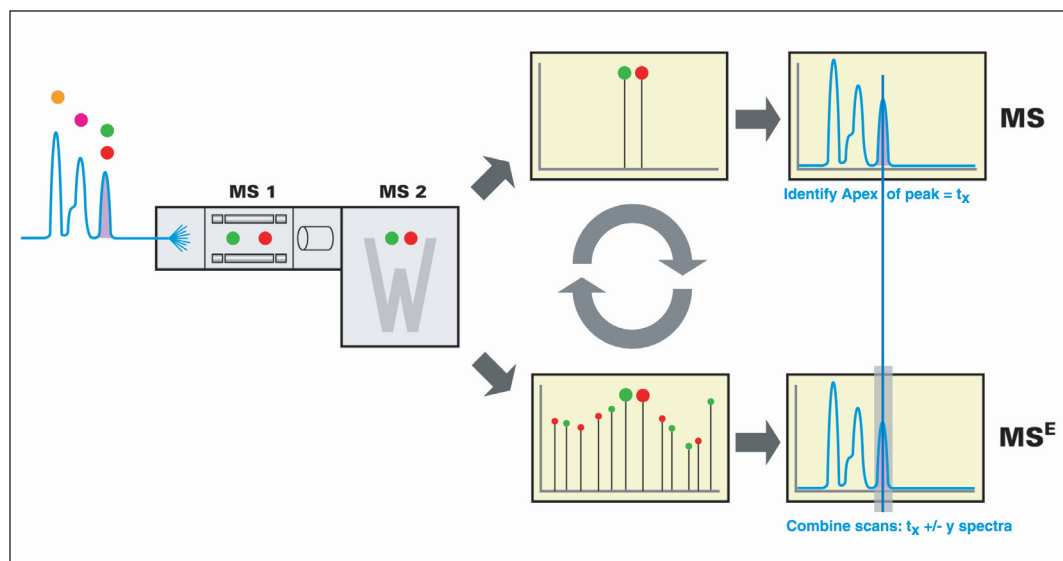 MS 1
MS 2
MS
Identify Apex of peak = tx
MSE
Combine scans: tx +/- y spectra